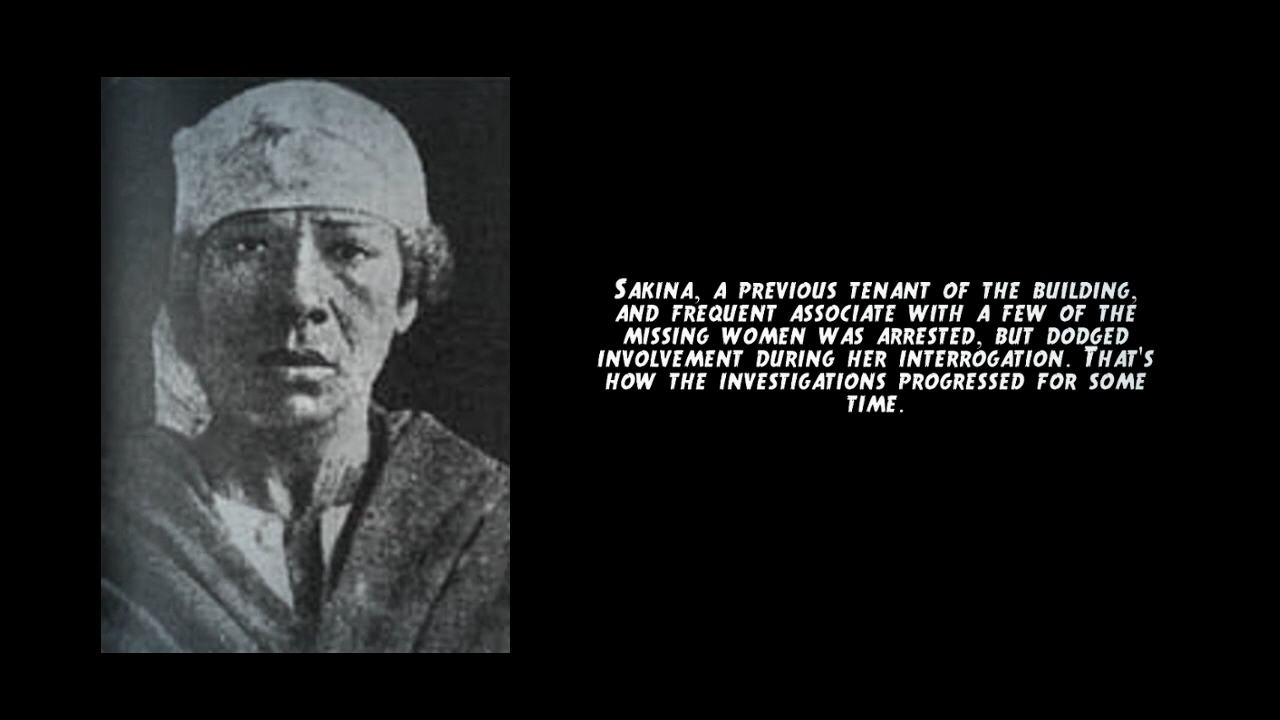 Sakina, a previous tenant of the building,
and frequent associate with a few of the
missing women was arrested, but dodged
involvement during her interrogation. That's
how the investigations progressed for some
time.